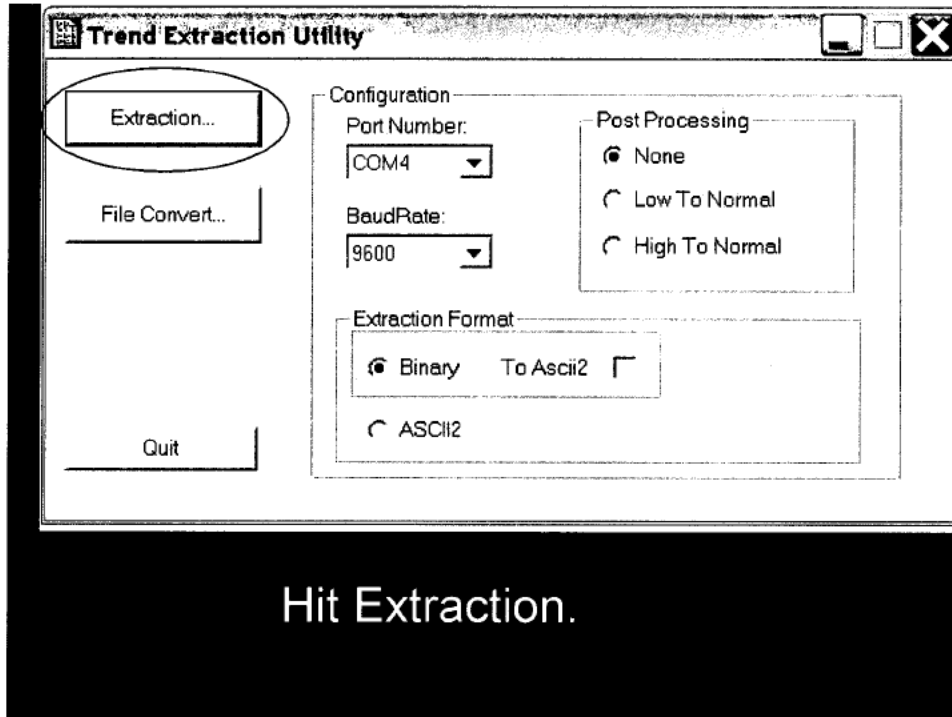 Trend Extraction Utility
Extraction...
File Convert...
Quit
Configuration
Port Number:
COM4
BaudRate:
9600
Post Processing
None
Low To Normal
High To Normal
Extraction Format
Binary To Ascii2
ASCII2
Hit Extraction.